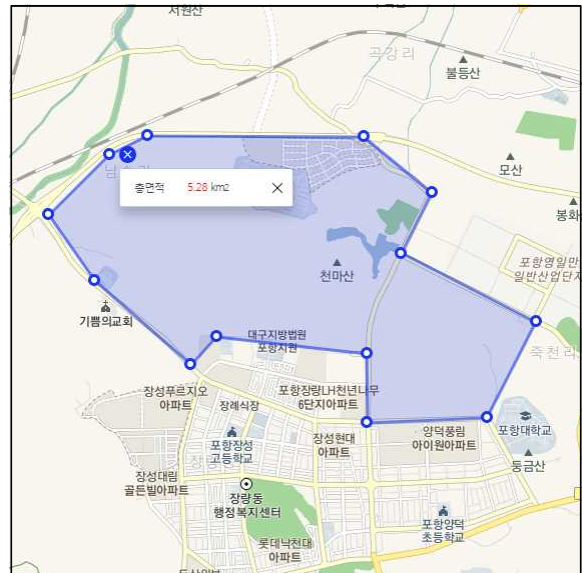 서원산
곡강리
불등산
모산
봉화
총면적 5.28 km2
포항영일만
일반산업단지
천마산
기쁨의교회
대구지방법원
포항지원
죽천리
장성푸르지오
아파트
장례식장
포항장량LH천년나무
6단지아파트
포항장성
고등학교
장성현대
아파트
양덕풍림
아이원아파트
포항대학교
등금산
장성대림
골든빌아파트
장량동
행정복지센터
포항양덕
초등학교
롯데낙천대
아파트